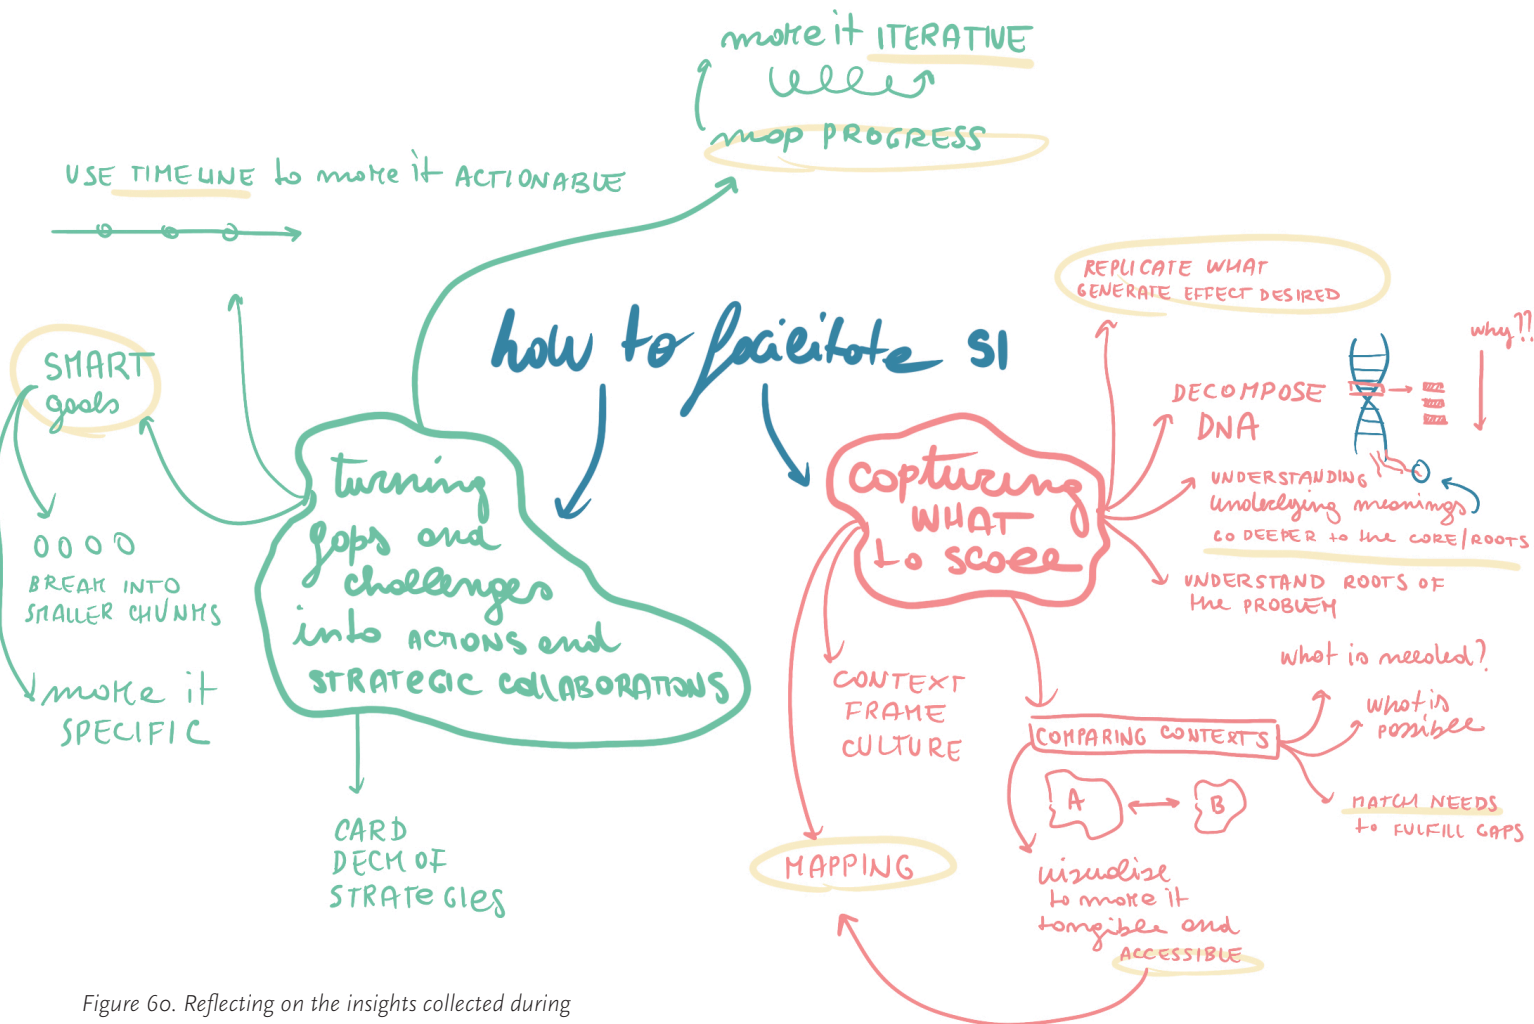 make it ITERATIVE
map PROGRESS
USE TIMELINE to make it ACTIONABLE
how to facilitate SI
SMART
goals
0000
BREAK INTO
SMALLER CHUNKS
make it
SPECIFIC
turning
gaps and
challenges
into ACTIONS and
STRATEGIC COLLABORATIONS
CARD
DECK OF
STRATEGIES
capturing
WHAT
to scale
REPLICATE WHAT
GENERATE EFFECT DESIRED
why??
DECOMPOSE
DNA
UNDERSTANDING
underlying meanings
GO DEEPER to the CORE/ROOTS
UNDERSTAND ROOTS OF
the PROBLEM
CONTEXT
FRAME
CULTURE
MAPPING
COMPARING CONTEXTS
what is needed?
what is
possible
MATCH NEEDS
to FULFILL GAPS
A
B
visualise
to make it
tangible and
ACCESSIBLE
Figure 60. Reflecting on the insights collected during